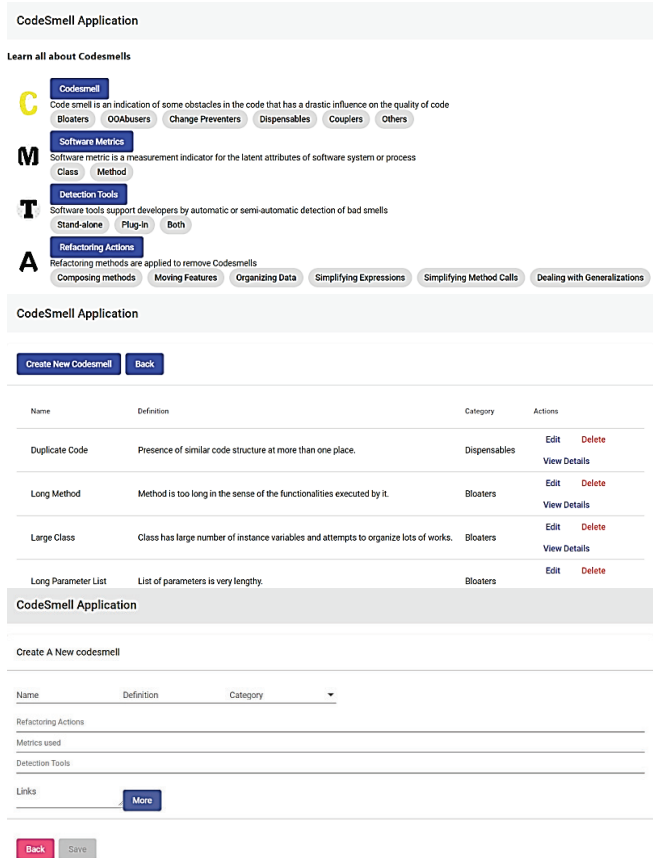 CodeSmell Application
Learn all about Codesmells
C
Codesmell
Code smell is an indication of some obstacles in the code that has a drastic influence on the quality of code
Bloaters OOAbusers Change Preventers Dispensables Couplers Others
M
Software Metrics
Software metric is a measurement indicator for the latent attributes of software system or process
Class Method
T
Detection Tools
Software tools support developers by automatic or semi-automatic detection of bad smells
Stand-alone Plug-In Both
A
Refactoring Actions
Refactoring methods are applied to remove Codesmells
Composing methods Moving Features Organizing Data Simplifying Expressions Simplifying Method Calls Dealing with Generalizations
CodeSmell Application
Create New Codesmell Back
Name Definition Category Actions
Duplicate Code Presence of similar code structure at more than one place. Dispensables Edit Delete
View Details
Long Method Method is too long in the sense of the functionalities executed by it. Bloaters Edit Delete
View Details
Large Class Class has large number of instance variables and attempts to organize lots of works. Bloaters Edit Delete
View Details
Long Parameter List List of parameters is very lengthy. Bloaters Edit Delete
CodeSmell Application
Create A New codesmell
Name Definition Category
Refactoring Actions
Metrics used
Detection Tools
Links More
Back Save